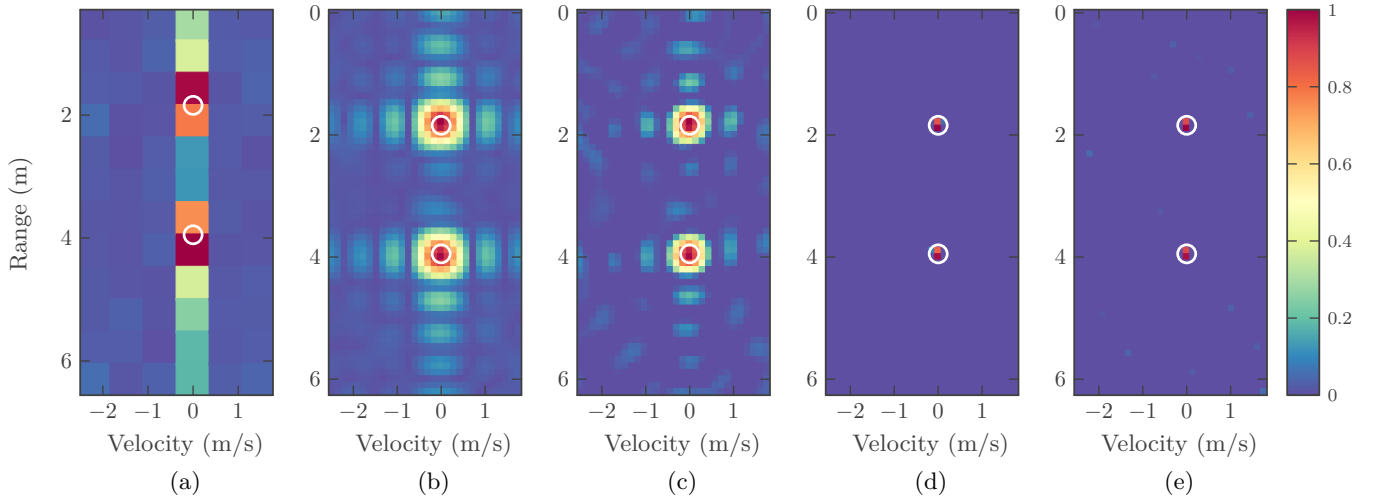 0 0 0 0 1
0.8
2 2 2 2 2
0.6
Range (m)
0.4
4 4 4 4 4
0.2
6 6 6 6 6
0
−2 −1 0 1 −2 −1 0 1 −2 −1 0 1 −2 −1 0 1 −2 −1 0 1
Velocity (m/s) Velocity (m/s) Velocity (m/s) Velocity (m/s) Velocity (m/s)
(a) (b) (c) (d) (e)